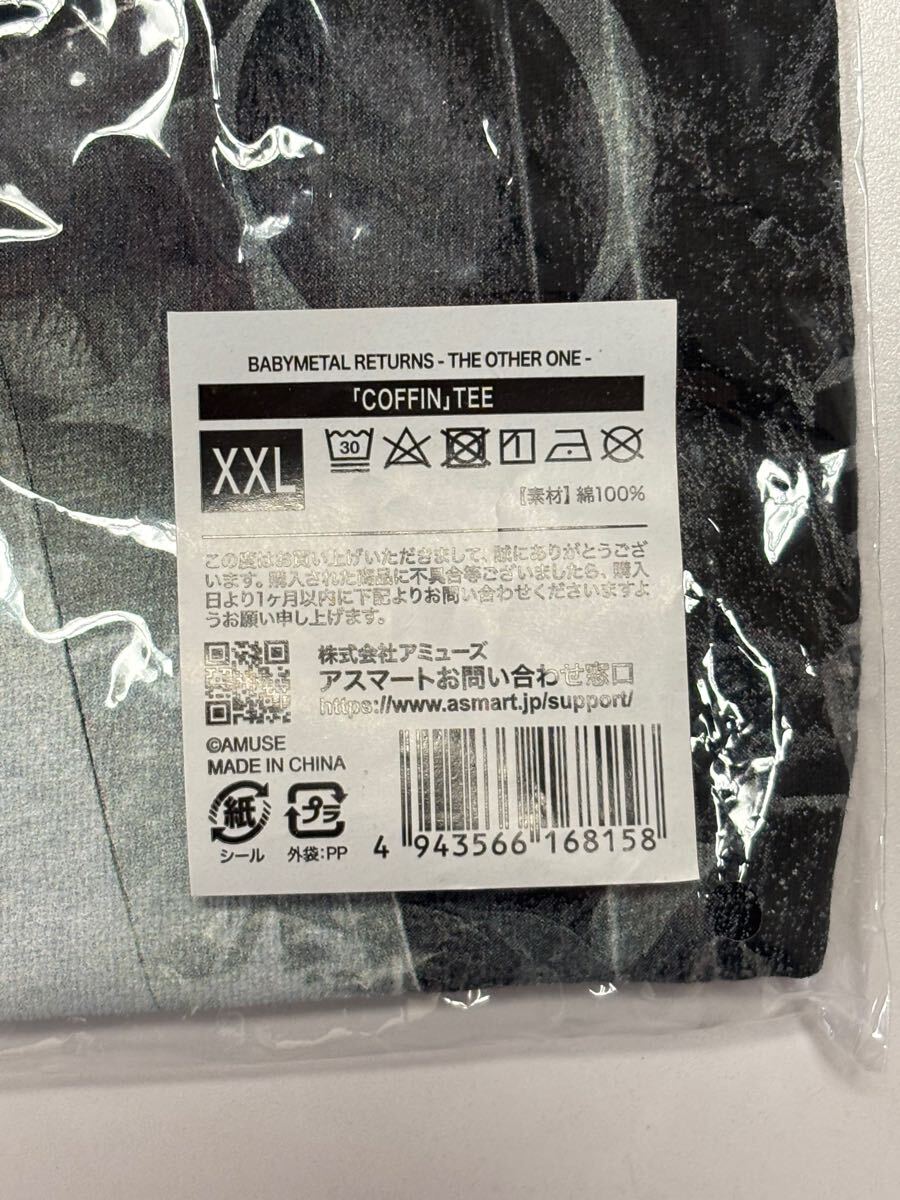 BABYMETAL RETURNS - THE OTHER ONE -
「COFFIN」TEE
XXL
30
【素材】綿100%
この度はお買い上げいただきまして、誠にありがとうござ
います。購入された商品に不具合等ございましたら、購入
日より1ヶ月以内に下記よりお問い合わせくださいますよ
うお願い申し上げます。
株式会社アミューズ
アスマートお問い合わせ窓口
https://www.asmart.jp/support/
©AMUSE
MADE IN CHINA
紙
シール
プラ
外袋:PP
4 943566 168158